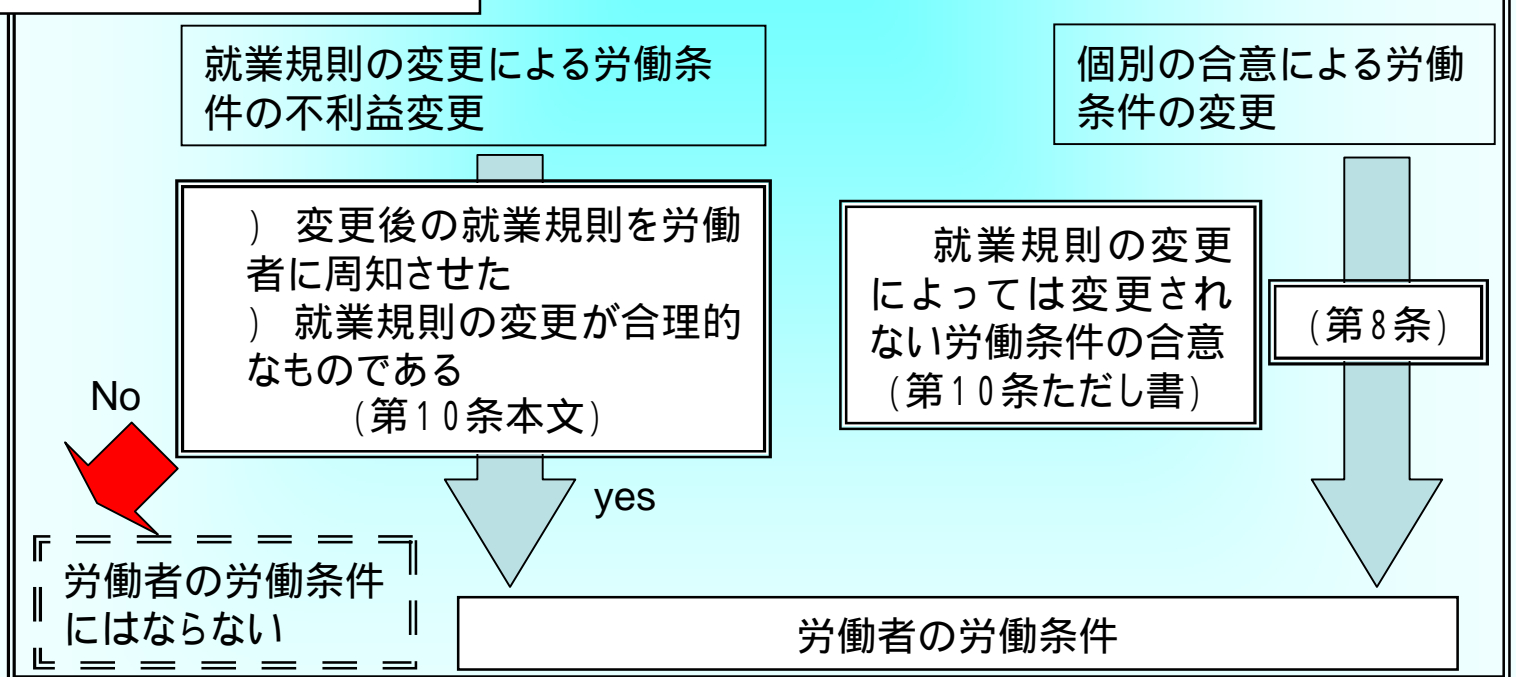 就業規則の変更による労働条
件の不利益変更
個別の合意による労働
条件の変更
) 変更後の就業規則を労働
者に周知させた
) 就業規則の変更が合理的
なものである
(第10条本文)
就業規則の変更
によっては変更され
ない労働条件の合意
(第10条ただし書)
(第8条)
No
yes
労働者の労働条件
にはならない
労働者の労働条件